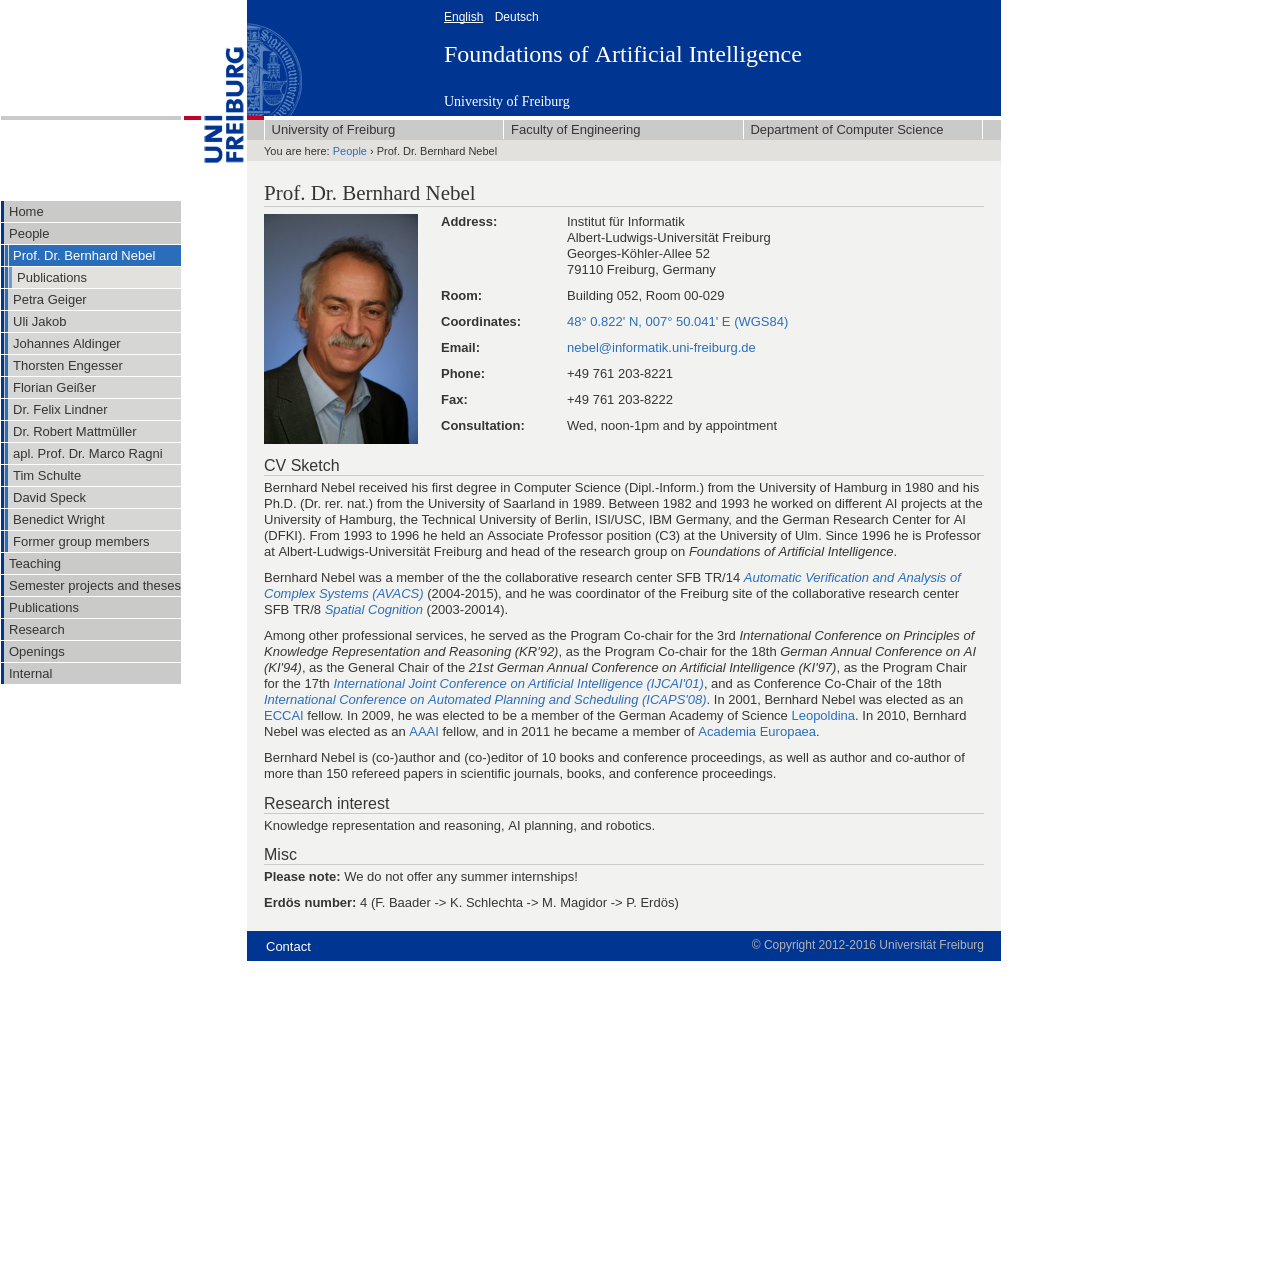 English Deutsch
Foundations of Artificial Intelligence
University of Freiburg
UNI
FREIBURG
University of Freiburg
Faculty of Engineering
Department of Computer Science
You are here: People › Prof. Dr. Bernhard Nebel
Home
People
Prof. Dr. Bernhard Nebel
Publications
Petra Geiger
Uli Jakob
Johannes Aldinger
Thorsten Engesser
Florian Geißer
Dr. Felix Lindner
Dr. Robert Mattmüller
apl. Prof. Dr. Marco Ragni
Tim Schulte
David Speck
Benedict Wright
Former group members
Teaching
Semester projects and theses
Publications
Research
Openings
Internal
Prof. Dr. Bernhard Nebel
Address: Institut für Informatik
Albert-Ludwigs-Universität Freiburg
Georges-Köhler-Allee 52
79110 Freiburg, Germany
Room: Building 052, Room 00-029
Coordinates: 48° 0.822' N, 007° 50.041' E (WGS84)
Email: nebel@informatik.uni-freiburg.de
Phone: +49 761 203-8221
Fax: +49 761 203-8222
Consultation: Wed, noon-1pm and by appointment
CV Sketch
Bernhard Nebel received his first degree in Computer Science (Dipl.-Inform.) from the University of Hamburg in 1980 and his
Ph.D. (Dr. rer. nat.) from the University of Saarland in 1989. Between 1982 and 1993 he worked on different AI projects at the
University of Hamburg, the Technical University of Berlin, ISI/USC, IBM Germany, and the German Research Center for AI
(DFKI). From 1993 to 1996 he held an Associate Professor position (C3) at the University of Ulm. Since 1996 he is Professor
at Albert-Ludwigs-Universität Freiburg and head of the research group on Foundations of Artificial Intelligence.
Bernhard Nebel was a member of the the collaborative research center SFB TR/14 Automatic Verification and Analysis of
Complex Systems (AVACS) (2004-2015), and he was coordinator of the Freiburg site of the collaborative research center
SFB TR/8 Spatial Cognition (2003-20014).
Among other professional services, he served as the Program Co-chair for the 3rd International Conference on Principles of
Knowledge Representation and Reasoning (KR'92), as the Program Co-chair for the 18th German Annual Conference on AI
(KI'94), as the General Chair of the 21st German Annual Conference on Artificial Intelligence (KI'97), as the Program Chair
for the 17th International Joint Conference on Artificial Intelligence (IJCAI'01), and as Conference Co-Chair of the 18th
International Conference on Automated Planning and Scheduling (ICAPS'08). In 2001, Bernhard Nebel was elected as an
ECCAI fellow. In 2009, he was elected to be a member of the German Academy of Science Leopoldina. In 2010, Bernhard
Nebel was elected as an AAAI fellow, and in 2011 he became a member of Academia Europaea.
Bernhard Nebel is (co-)author and (co-)editor of 10 books and conference proceedings, as well as author and co-author of
more than 150 refereed papers in scientific journals, books, and conference proceedings.
Research interest
Knowledge representation and reasoning, AI planning, and robotics.
Misc
Please note: We do not offer any summer internships!
Erdös number: 4 (F. Baader -> K. Schlechta -> M. Magidor -> P. Erdös)
Contact
© Copyright 2012-2016 Universität Freiburg